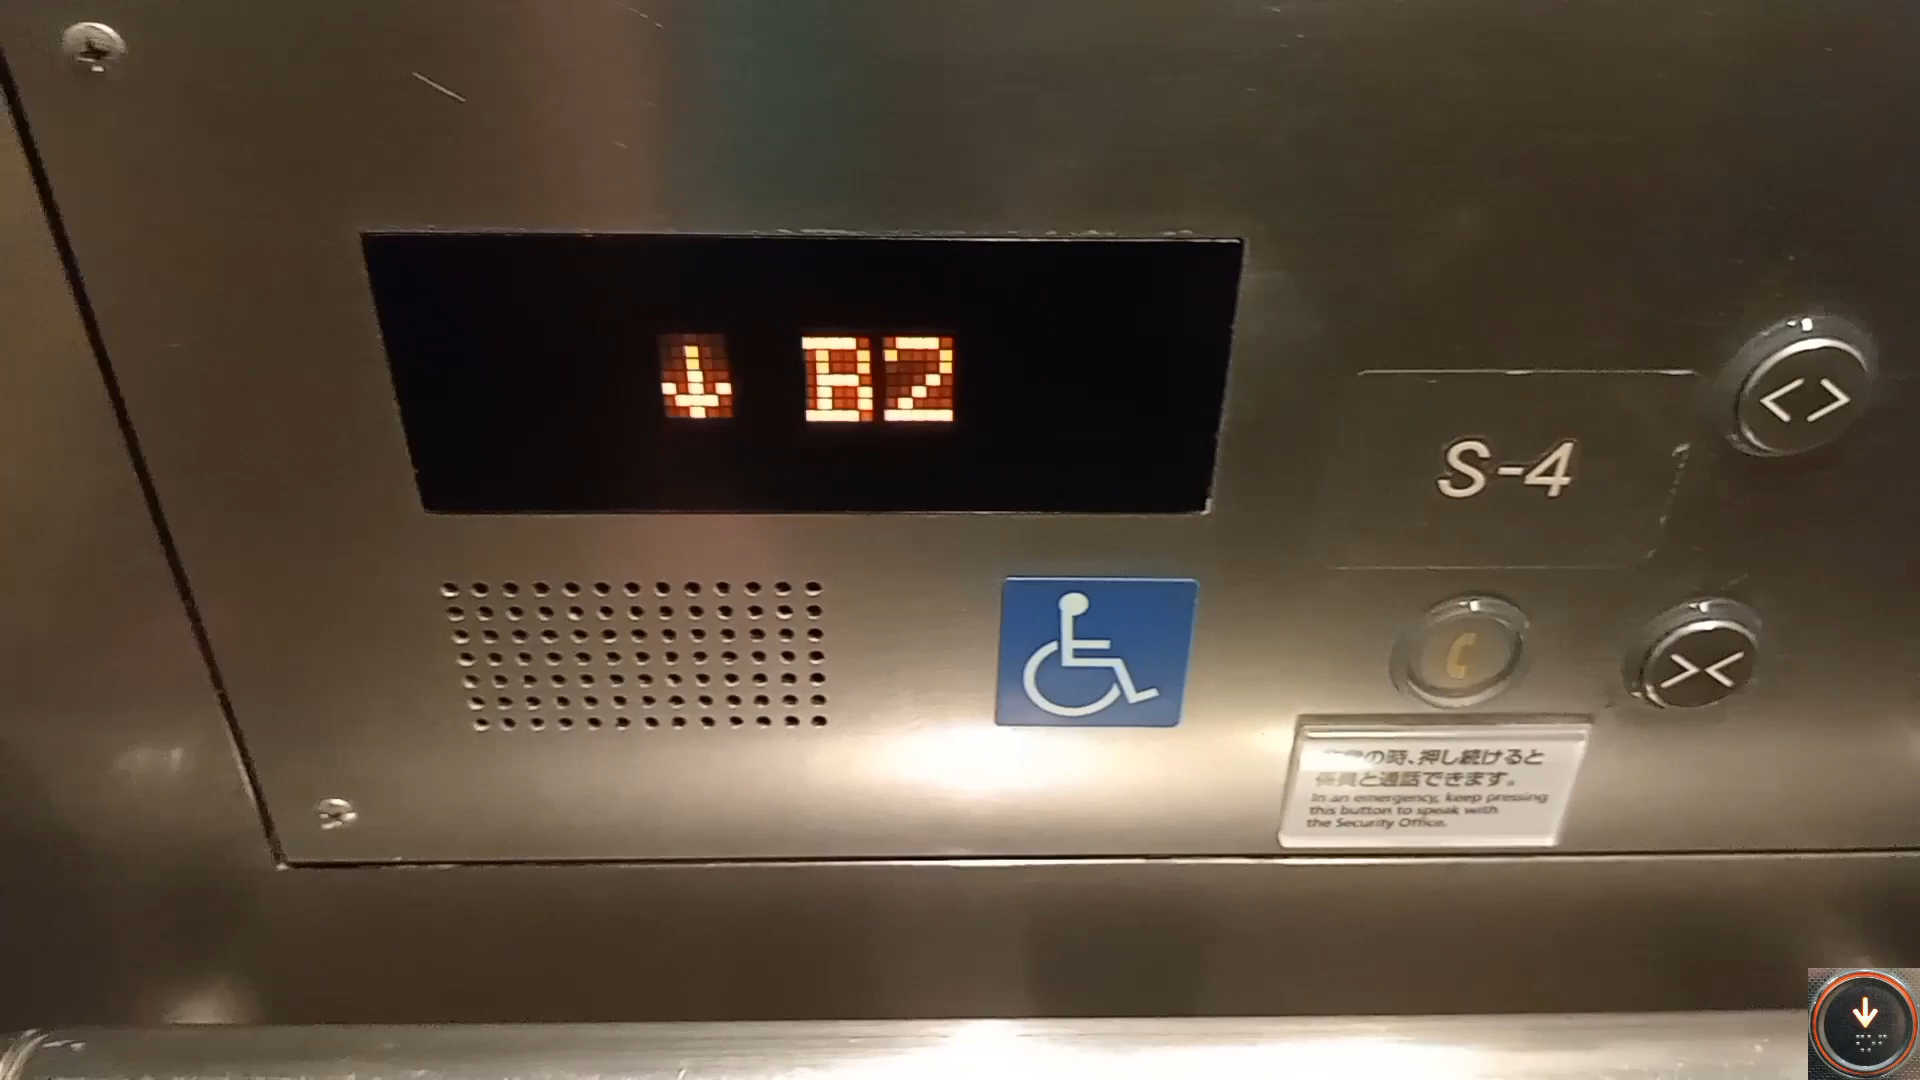 B2
S-4
の時、押し続けると
係員と通話できます。
In an emergency, keep pressing
this button to speak with
the Security Office.